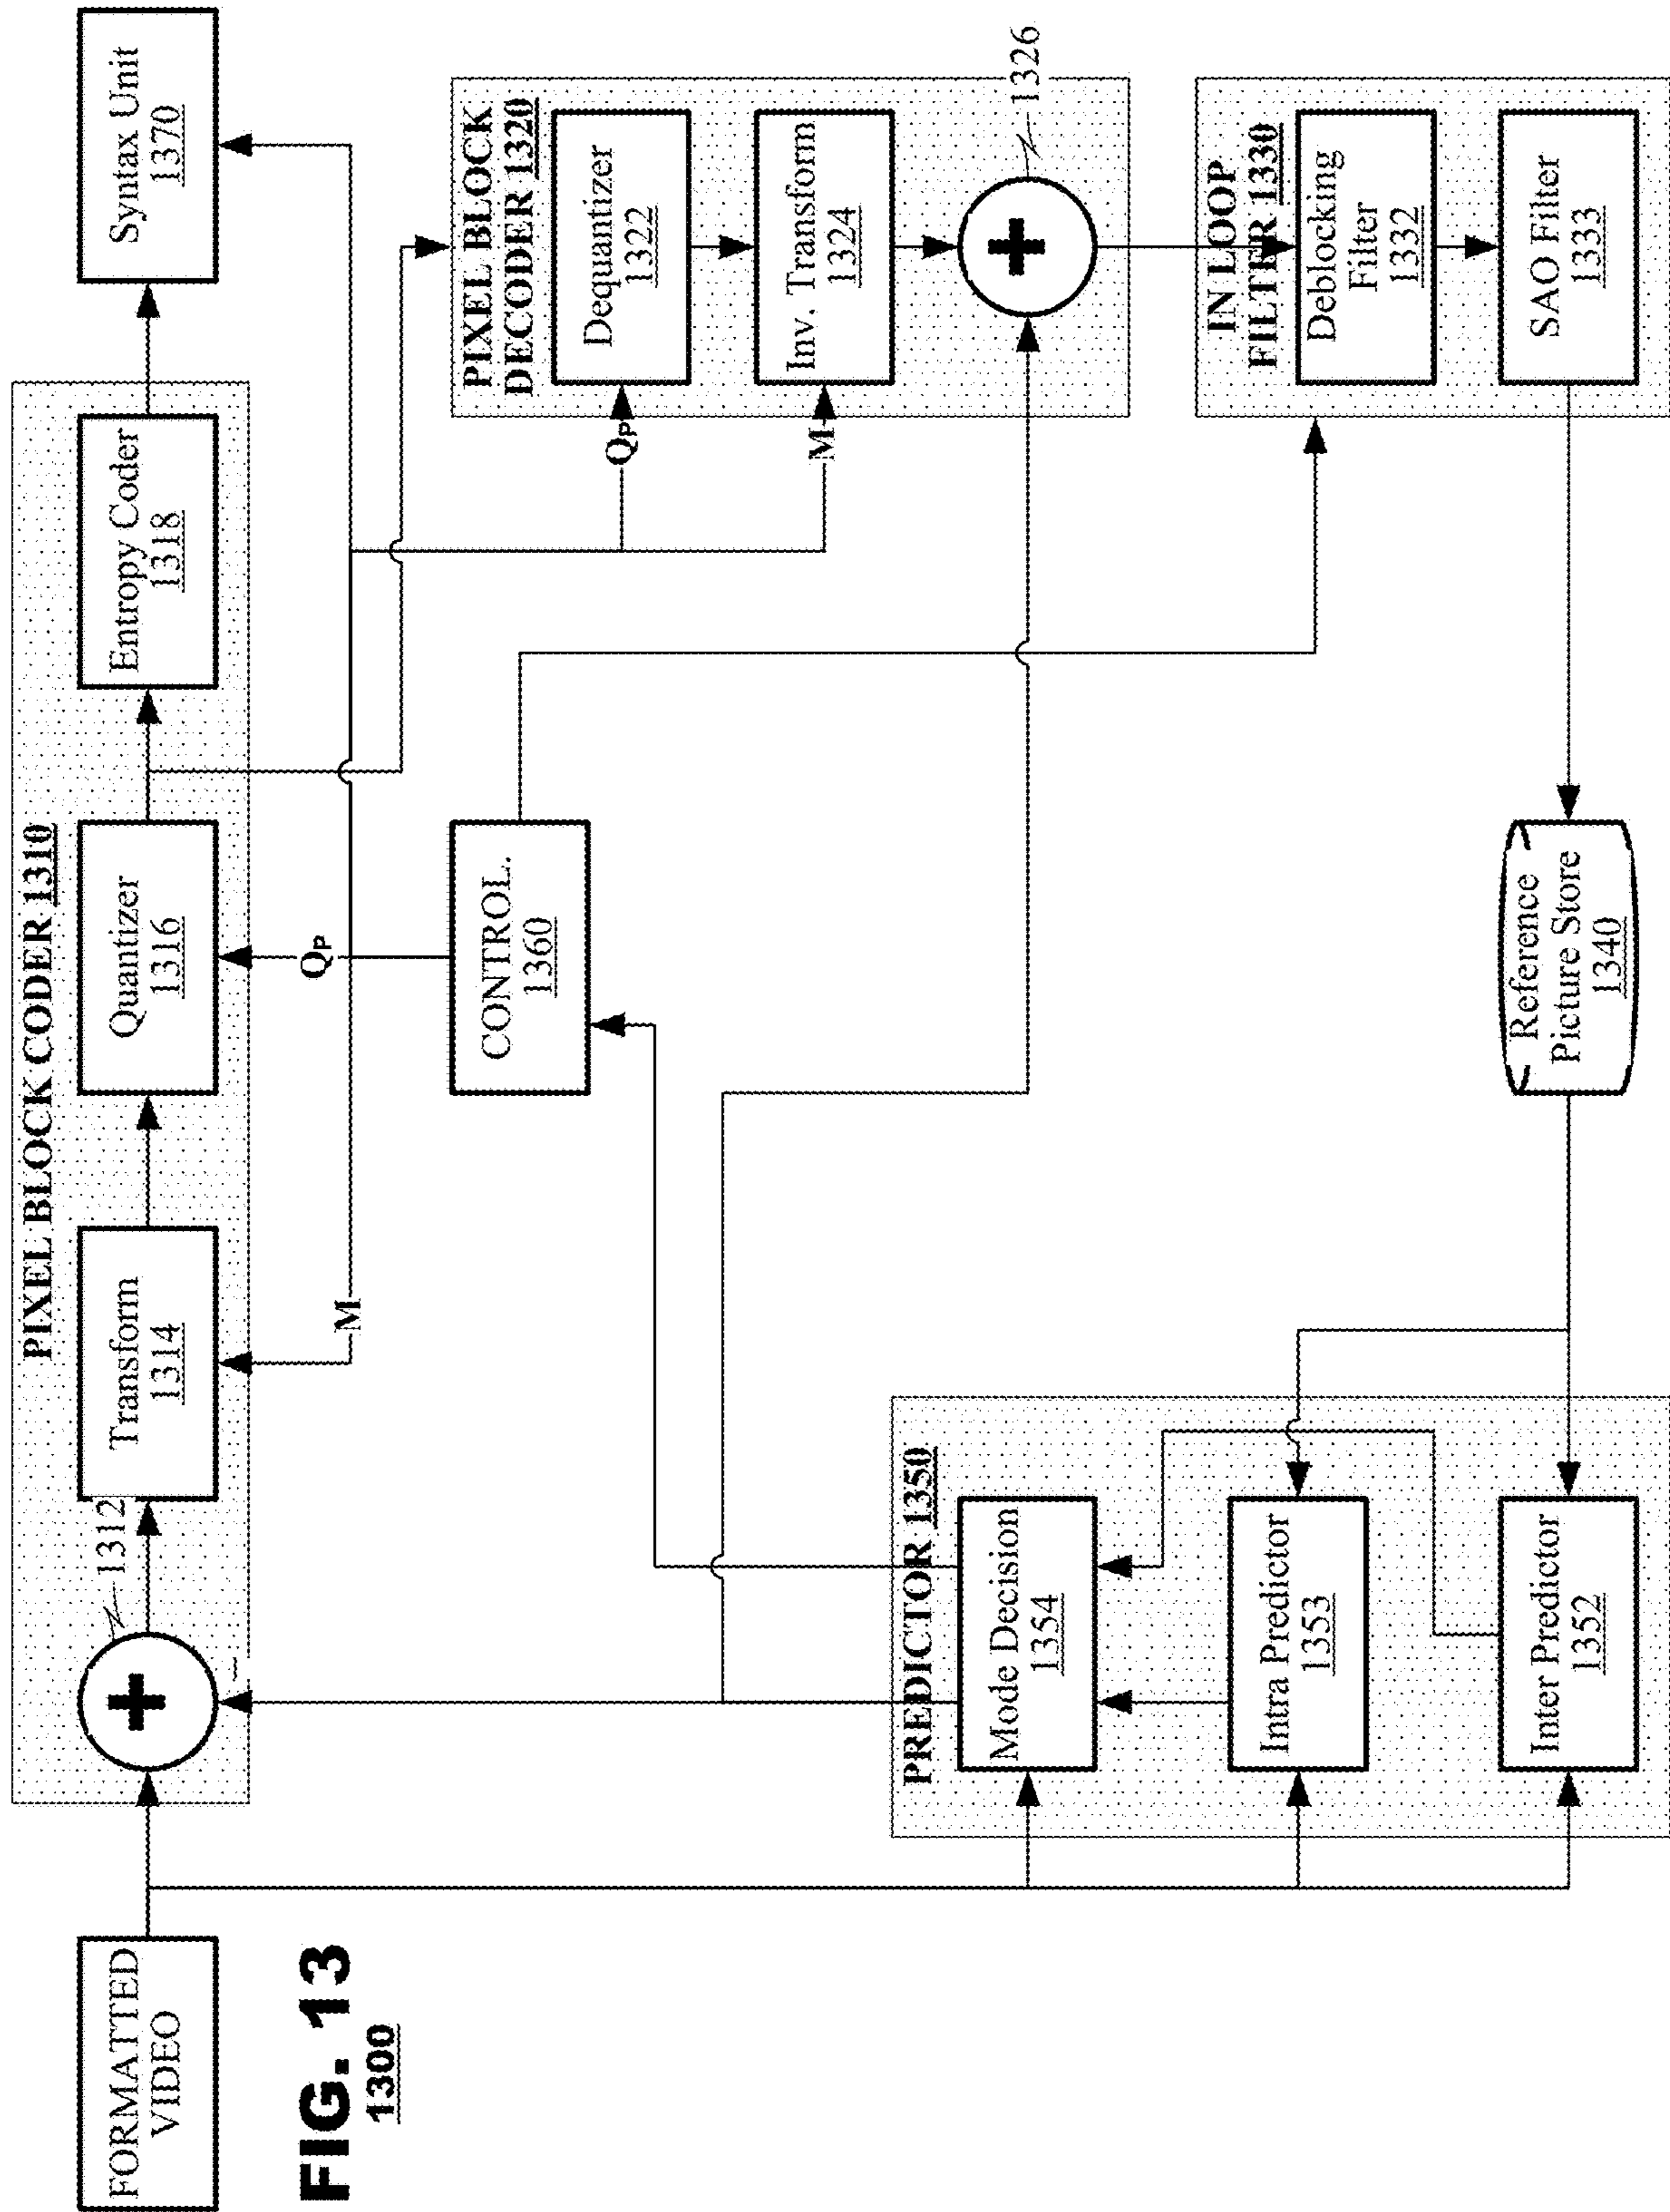 FORMATTED
VIDEO
PIXEL BLOCK CODER 1310
1312
Transform
1314
Quantizer
1316
Entropy Coder
1318
Syntax Unit
1370
–
M
Qₚ
CONTROL.
1360
PIXEL BLOCK
DECODER 1320
Dequantizer
1322
Inv. Transform
1324
Qₚ
M
1326
IN LOOP
FILTER 1330
Deblocking
Filter
1332
SAO Filter
1333
Reference
Picture Store
1340
PREDICTOR 1350
Mode Decision
1354
Intra Predictor
1353
Inter Predictor
1352
FIG. 13
1300